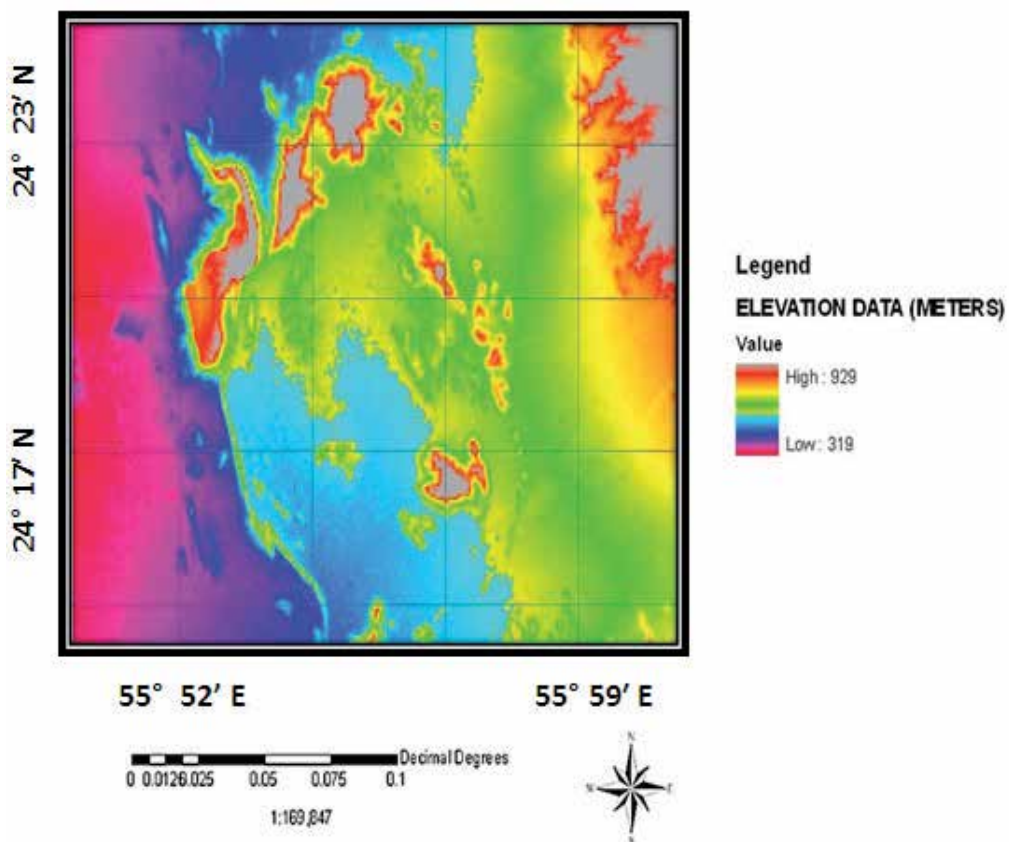 24° 23' N
24° 17' N
55° 52' E
55° 59' E
Legend
ELEVATION DATA (METERS)
Value
High : 929
Low : 319
Decimal Degrees
0 0.0126.025 0.05 0.075 0.1
1:169,847
N